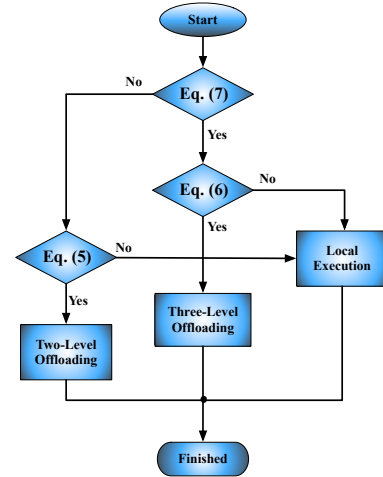 Start
No
Eq. (7)
Yes
Eq. (6)
No
Yes
Eq. (5)
No
Local
Execution
Yes
Three-Level
Offloading
Two-Level
Offloading
Finished